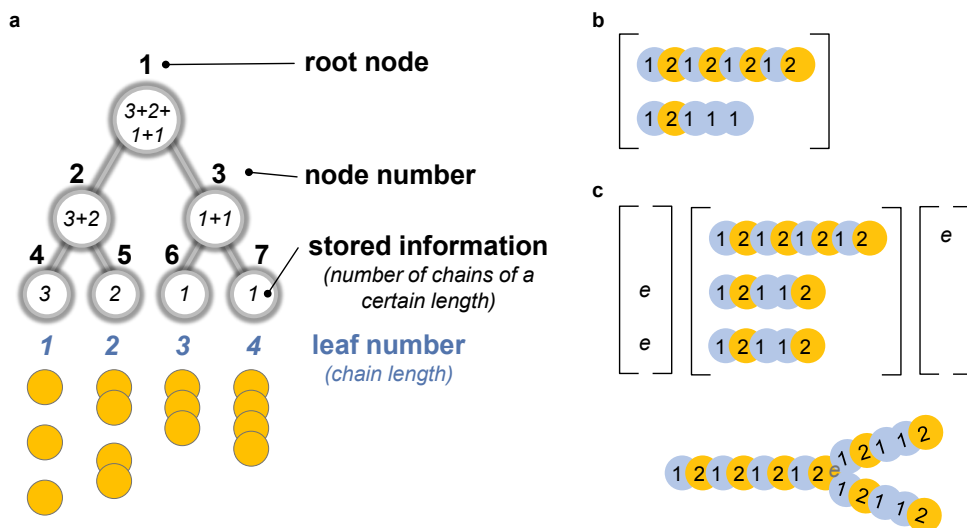 a
1
root node
3+2+
1+1
2
3
node number
3+2
1+1
4
5
6
7
stored information
(number of chains of a
certain length)
3
2
1
1
1
2
3
4
leaf number
(chain length)
b
1 2 1 2 1 2 1 2
1 2 1 1 1
c
1 2 1 2 1 2 1 2
e
e
1 2 1 1 2
e
1 2 1 1 2
1 2 1 2 1 2 1 2 e
1 2 1 1 2
1 2 1 1 2